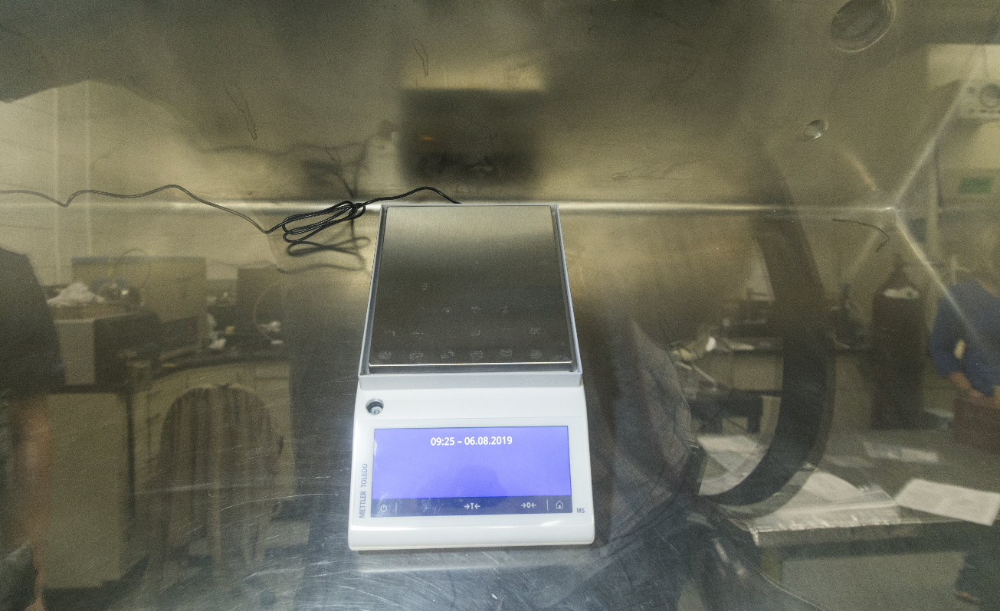 09:25 – 06.08.2019
METTLER TOLEDO
→T←
→0←
MS